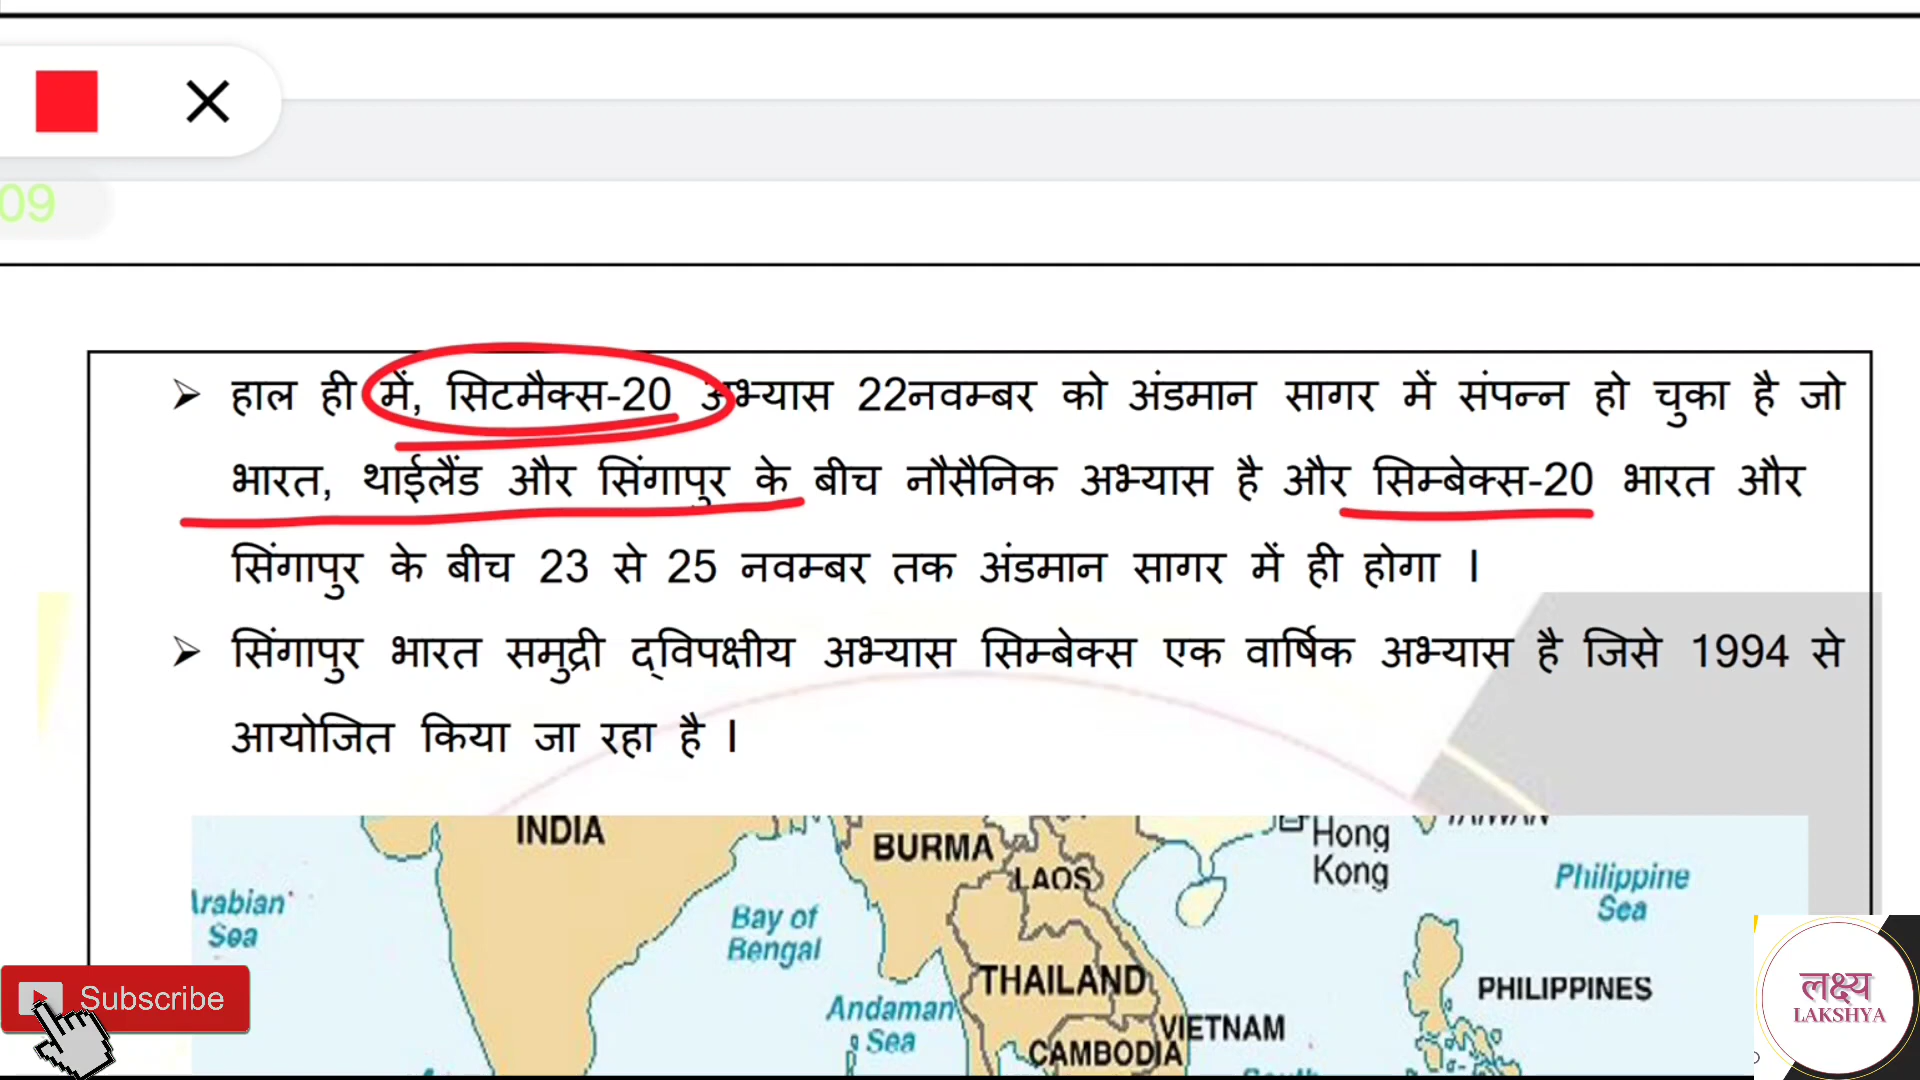 09
➢ हाल ही में, सिटमैक्स-20 अभ्यास 22नवम्बर को अंडमान सागर में संपन्न हो चुका है जो
भारत, थाईलैंड और सिंगापुर के बीच नौसैनिक अभ्यास है और सिम्बेक्स-20 भारत और
सिंगापुर के बीच 23 से 25 नवम्बर तक अंडमान सागर में ही होगा ।
➢ सिंगापुर भारत समुद्री द्विपक्षीय अभ्यास सिम्बेक्स एक वार्षिक अभ्यास है जिसे 1994 से
आयोजित किया जा रहा है ।
INDIA
BURMA
Hong
Kong
TAIWAN
LAOS
Philippine
Sea
Arabian
Sea
Bay of
Bengal
THAILAND
PHILIPPINES
Andaman
Sea
VIETNAM
CAMBODIA
South
Subscribe
लक्ष्य
LAKSHYA